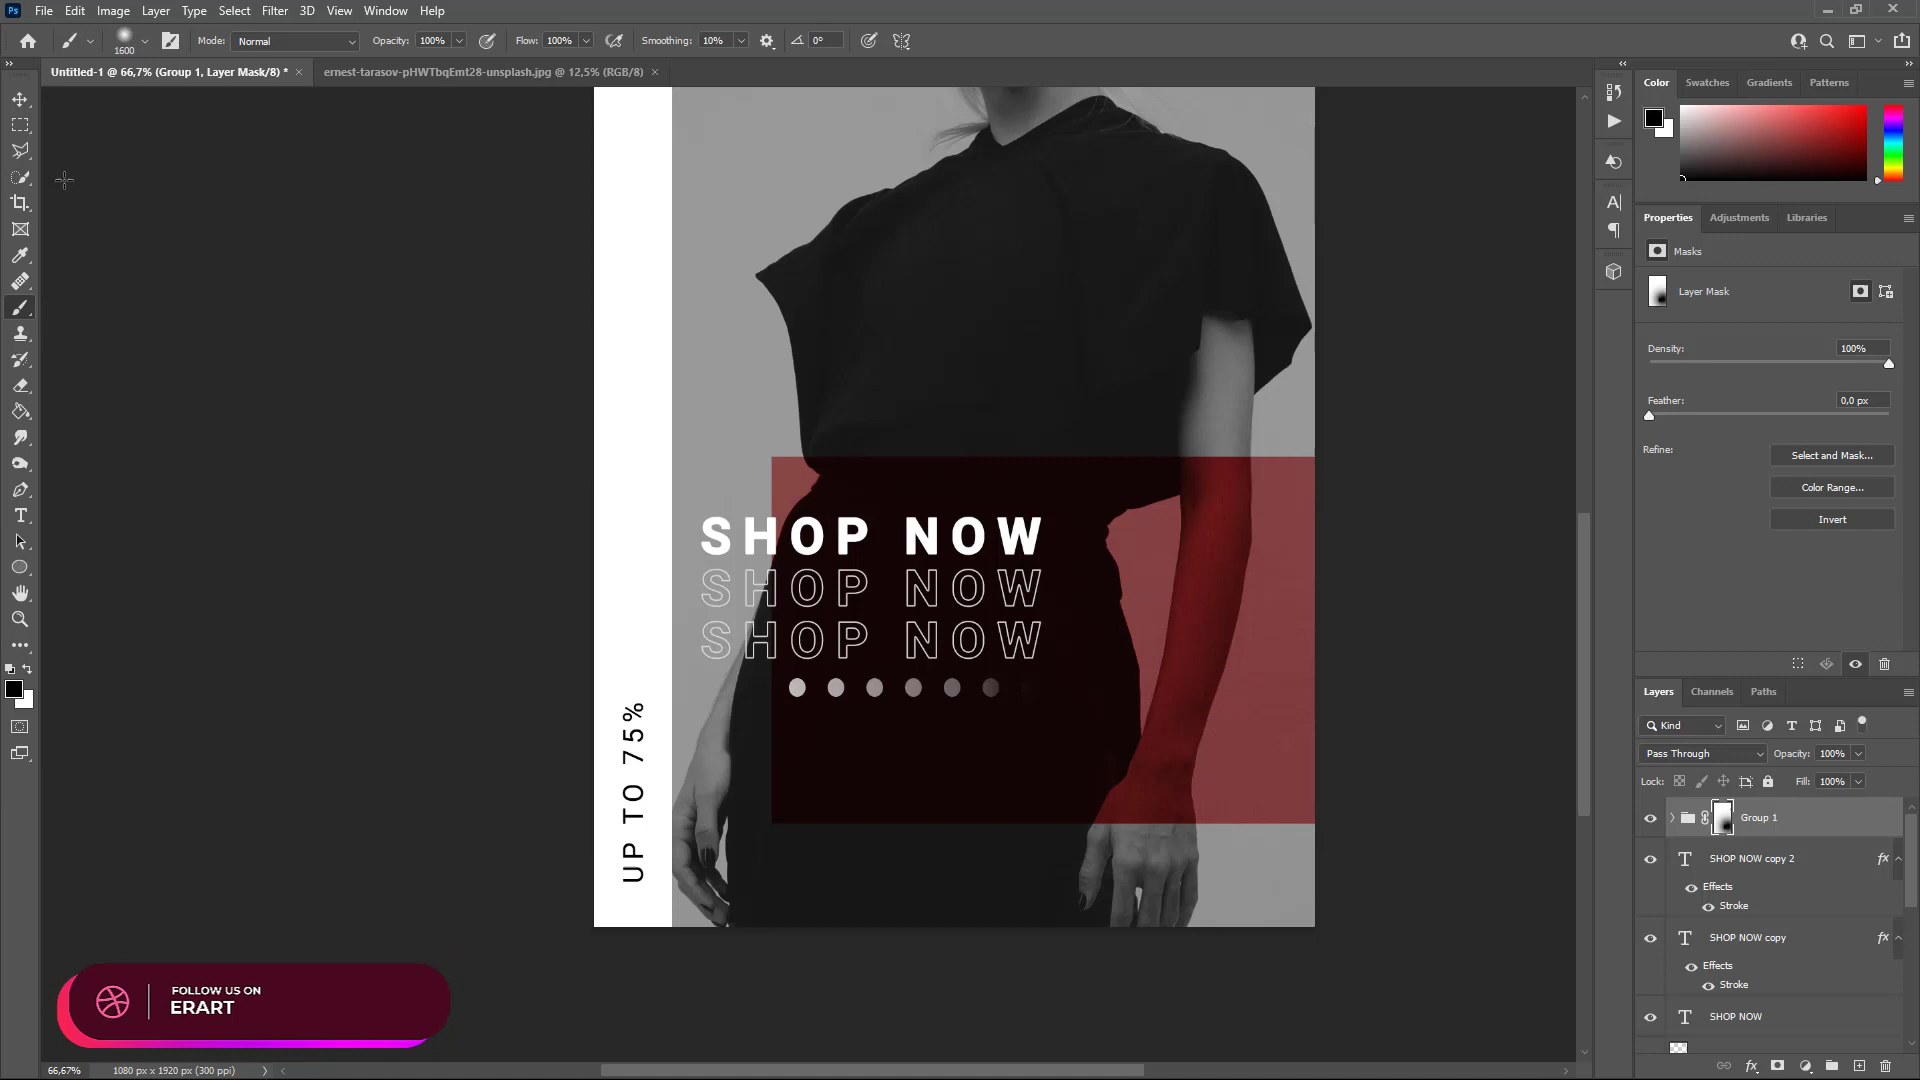 Ps File Edit Image Layer Type Select Filter 3D View Window Help
1600 Mode: Normal Opacity: 100% Flow: 100% Smoothing: 10% 0°
Untitled-1 @ 66,7% (Group 1, Layer Mask/8) * ernest-tarasov-pHWTbqEmt28-unsplash.jpg @ 12,5% (RGB/8)
Color Swatches Gradients Patterns
Properties Adjustments Libraries
Masks
Layer Mask
Density: 100%
Feather: 0,0 px
Refine: Select and Mask...
Color Range...
Invert
SHOP NOW
SHOP NOW
SHOP NOW
UP TO 75%
Layers Channels Paths
Kind
Pass Through Opacity: 100%
Lock: Fill: 100%
Group 1
SHOP NOW copy 2 fx
Effects
Stroke
SHOP NOW copy fx
Effects
Stroke
SHOP NOW
FOLLOW US ON
ERART
66,67% 1080 px x 1920 px (300 ppi)
fx